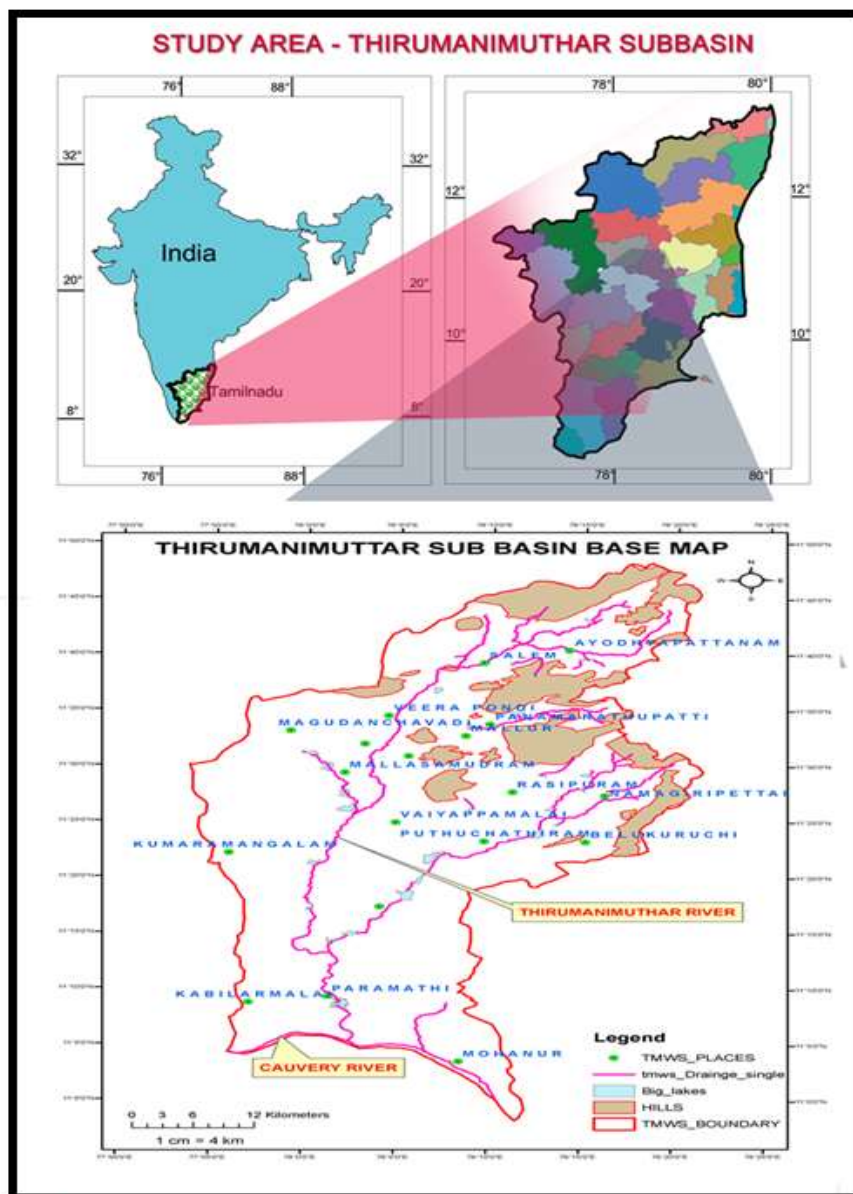 STUDY AREA - THIRUMANIMUTHAR SUBBASIN
76° 88°
78° 80°
32° 32°
12° 12°
India
20° 20°
10° 10°
Tamilnadu
8° 8°
76° 88°
78° 80°
THIRUMANIMUTTAR SUB BASIN BASE MAP
N
W E
S
AYODHYAPATTANAM
SALEM
VEERA PONDI
MAGUDANCHAVADI
MALLUR
MALLASAMUDRAM
RASIPURAM
NAMAGIRIPETTAI
VAIYAPPAMALAI
PUTHUCHATHIRAM
BELUKURUCHI
KUMARAMANGALAM
THIRUMANIMUTHAR RIVER
KABILARMALAI
PARAMATHI
MOHANUR
CAUVERY RIVER
Legend
TMWS_PLACES
tmws_Drainge_single
Big_lakes
HILLS
TMWS_BOUNDARY
0 3 6 12 Kilometers
1 cm = 4 km